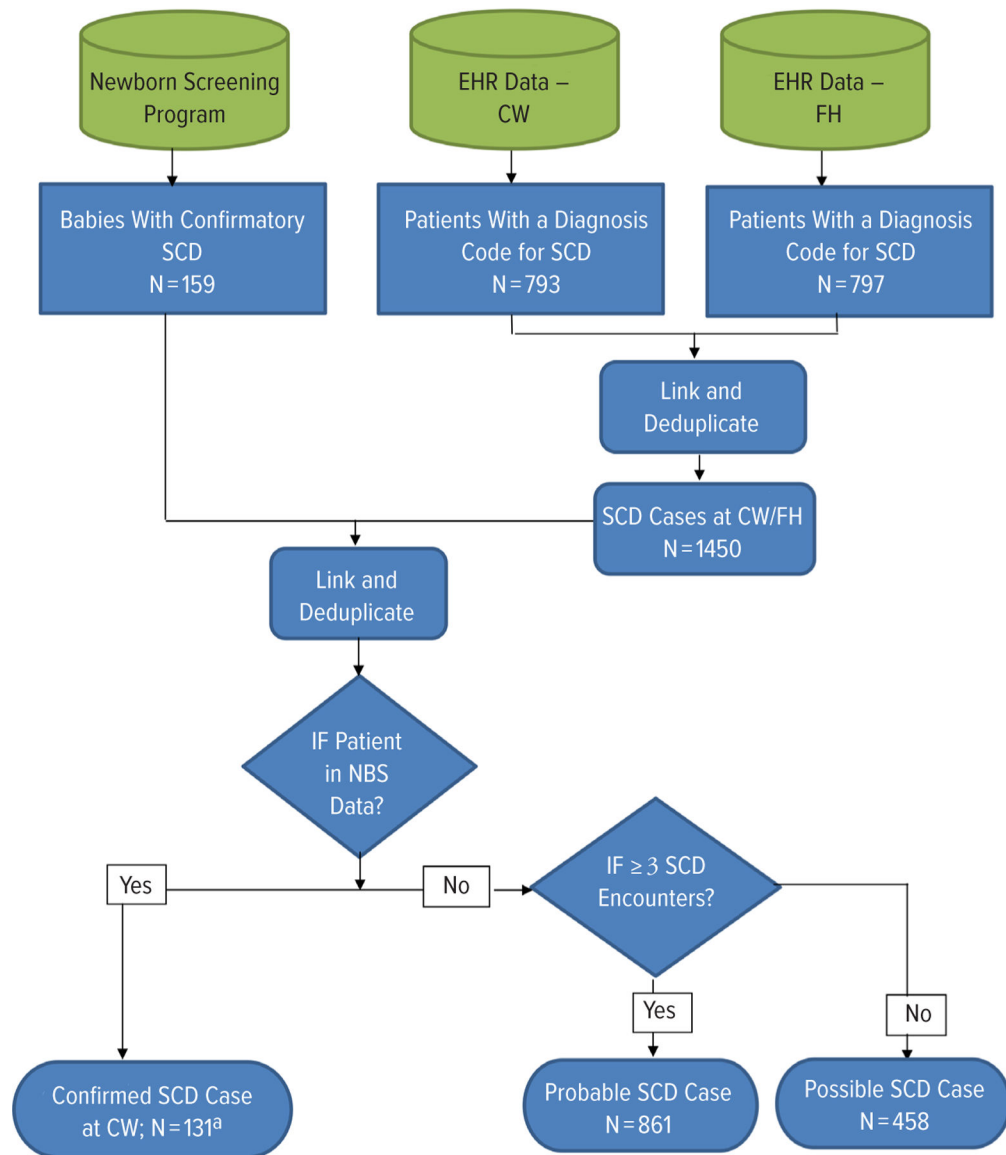 Newborn Screening
Program
EHR Data –
CW
EHR Data –
FH
Babies With Confirmatory
SCD
N=159
Patients With a Diagnosis
Code for SCD
N=793
Patients With a Diagnosis
Code for SCD
N=797
Link and
Deduplicate
SCD Cases at CW/FH
N=1450
Link and
Deduplicate
IF Patient
in NBS
Data?
IF ≥3 SCD
Encounters?
Yes
No
Yes
No
Confirmed SCD Case
at CW; N=131ª
Probable SCD Case
N=861
Possible SCD Case
N=458